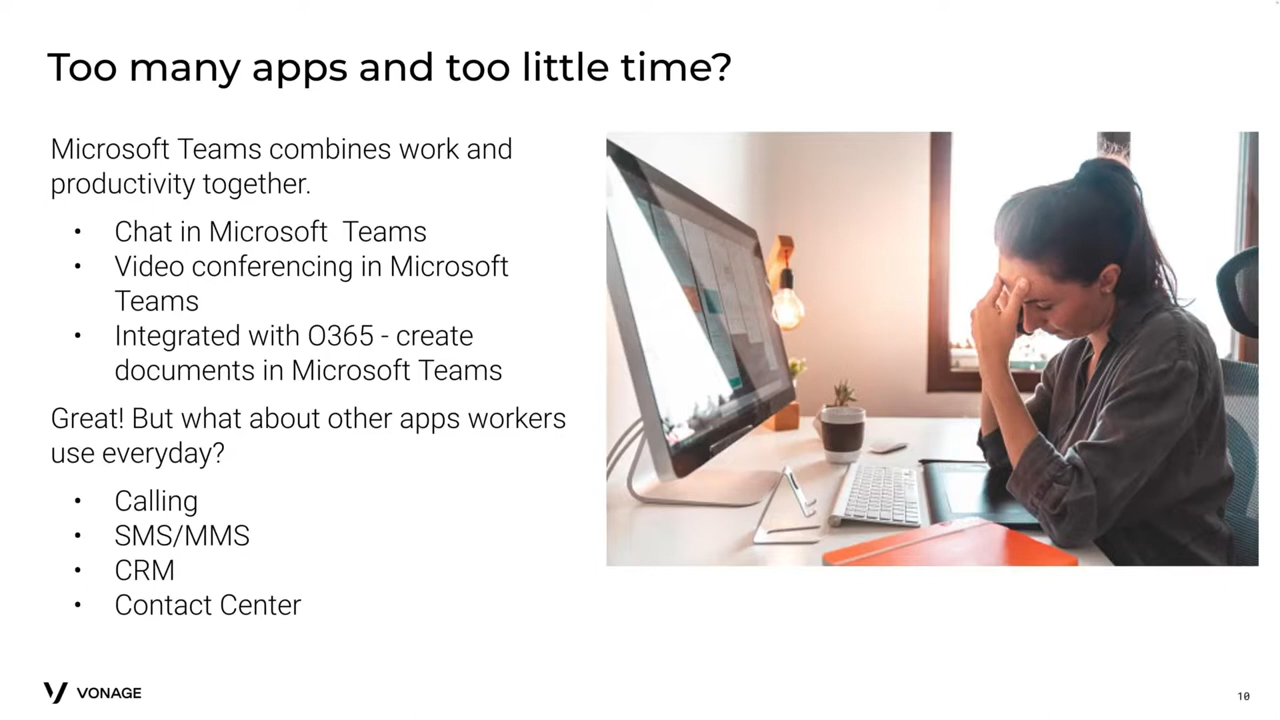 Too many apps and too little time?
Microsoft Teams combines work and
productivity together.
• Chat in Microsoft  Teams
• Video conferencing in Microsoft
Teams
• Integrated with O365 - create
documents in Microsoft Teams
Great! But what about other apps workers
use everyday?
• Calling
• SMS/MMS
• CRM
• Contact Center
VONAGE
10